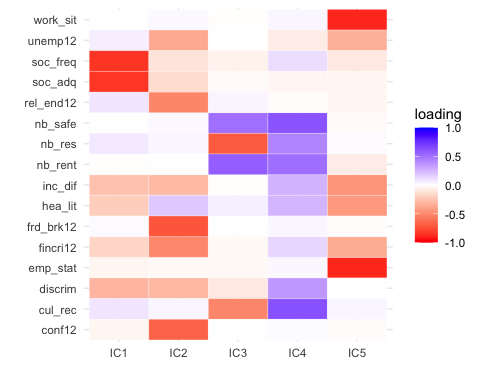 work_sit
unemp12
soc_freq
soc_adq
rel_end12
nb_safe
nb_res
nb_rent
inc_dif
hea_lit
frd_brk12
fincri12
emp_stat
discrim
cul_rec
conf12
IC1 IC2 IC3 IC4 IC5
loading
1.0
0.5
0.0
-0.5
-1.0